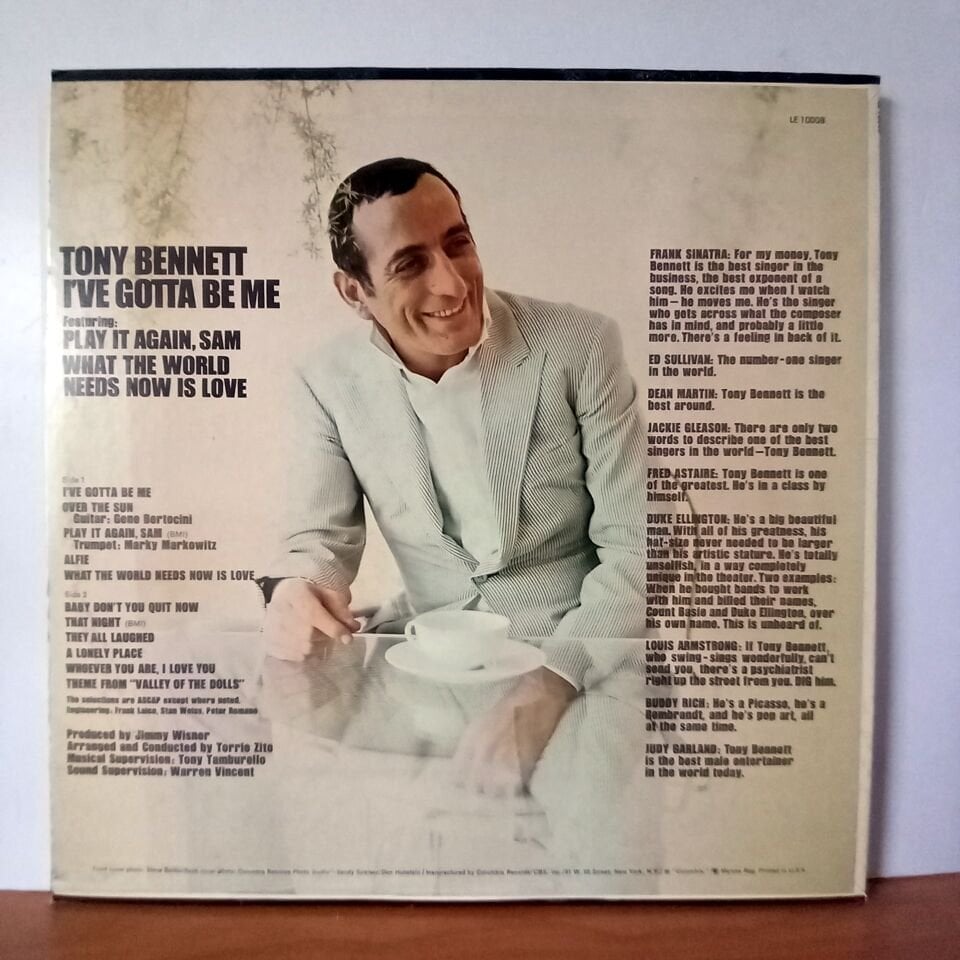 LE 10008
TONY BENNETT
I'VE GOTTA BE ME
Featuring:
PLAY IT AGAIN, SAM
WHAT THE WORLD
NEEDS NOW IS LOVE
Side 1
I'VE GOTTA BE ME
OVER THE SUN
Guitar: Gene Bertocini
PLAY IT AGAIN, SAM (BMI)
Trumpet: Marky Markowitz
ALFIE
WHAT THE WORLD NEEDS NOW IS LOVE
Side 2
BABY DON'T YOU QUIT NOW
THAT NIGHT (BMI)
THEY ALL LAUGHED
A LONELY PLACE
WHOEVER YOU ARE, I LOVE YOU
THEME FROM "VALLEY OF THE DOLLS"
The selections are ASCAP except where noted.
Engineering: Frank Laico, Stan Weiss, Peter Romano
Produced by Jimmy Wisner
Arranged and Conducted by Torrie Zito
Musical Supervision: Tony Tamburello
Sound Supervision: Warren Vincent
FRANK SINATRA: For my money, Tony
Bennett is the best singer in the
business, the best exponent of a
song. He excites me when I watch
him—he moves me. He's the singer
who gets across what the composer
has in mind, and probably a little
more. There's a feeling in back of it.
ED SULLIVAN: The number-one singer
in the world.
DEAN MARTIN: Tony Bennett is the
best around.
JACKIE GLEASON: There are only two
words to describe one of the best
singers in the world—Tony Bennett.
FRED ASTAIRE: Tony Bennett is one
of the greatest. He's in a class by
himself.
DUKE ELLINGTON: He's a big beautiful
man. With all of his greatness, his
hat-size never needed to be larger
than his artistic stature. He's totally
unselfish, in a way completely
unique in the theater. Two examples:
When he bought bands to work
with him and billed their names,
Count Basie and Duke Ellington, over
his own name. This is unheard of.
LOUIS ARMSTRONG: If Tony Bennett,
who swing-sings wonderfully, can't
send you, there's a psychiatrist
right up the street from you. DIG him.
BUDDY RICH: He's a Picasso, he's a
Rembrandt, and he's pop art, all
at the same time.
JUDY GARLAND: Tony Bennett
is the best male entertainer
in the world today.
Manufactured by Columbia Records/CBS, Inc./51 W. 52 Street, New York, N.Y.